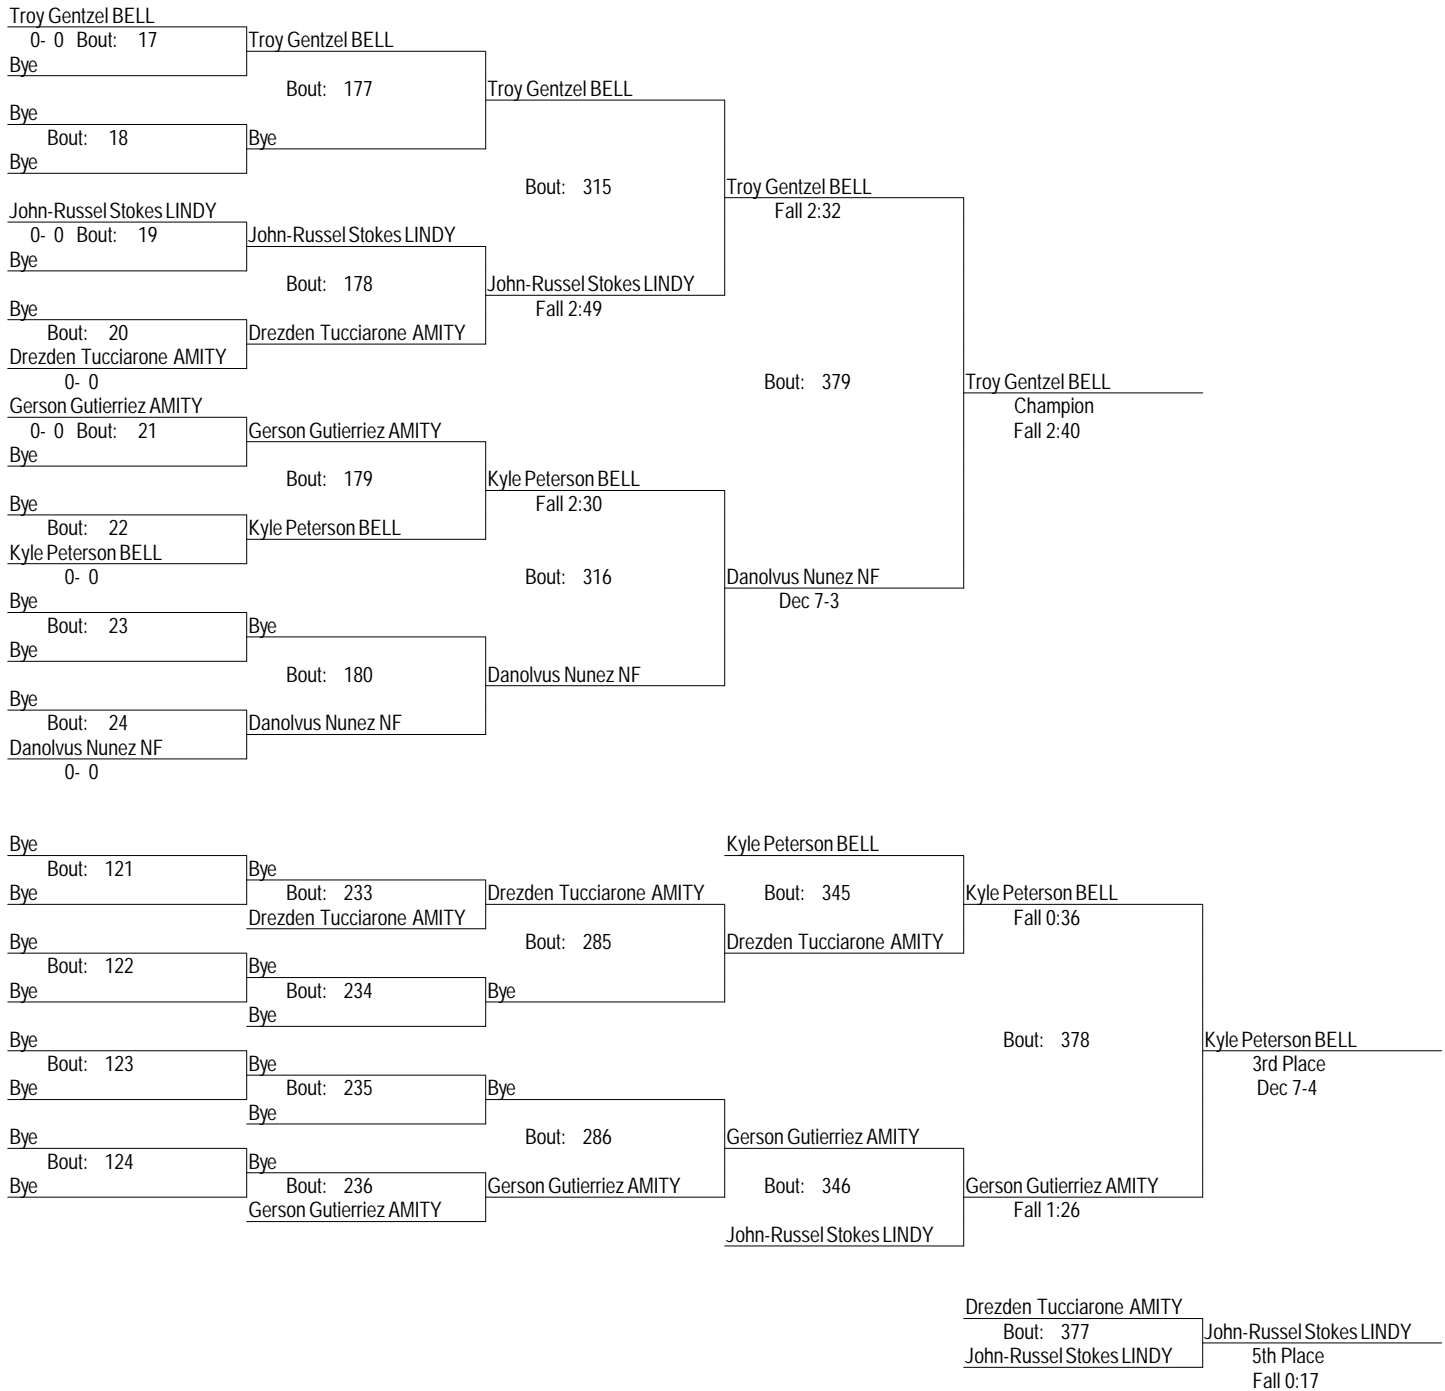 Troy Gentzel BELL
0- 0 Bout: 17
Troy Gentzel BELL
Bye
Bout: 177
Troy Gentzel BELL
Bye
Bout: 18
Bye
Bye
Bout: 315
Troy Gentzel BELL
Fall 2:32
John-Russel Stokes LINDY
0- 0 Bout: 19
John-Russel Stokes LINDY
Bye
Bout: 178
John-Russel Stokes LINDY
Fall 2:49
Bye
Bout: 20
Drezden Tucciarone AMITY
Drezden Tucciarone AMITY
0- 0
Bout: 379
Troy Gentzel BELL
Champion
Fall 2:40
Gerson Gutierriez AMITY
0- 0 Bout: 21
Gerson Gutierriez AMITY
Bye
Bout: 179
Kyle Peterson BELL
Fall 2:30
Bye
Bout: 22
Kyle Peterson BELL
Kyle Peterson BELL
0- 0
Bout: 316
Danolvus Nunez NF
Dec 7-3
Bye
Bout: 23
Bye
Bye
Bout: 180
Danolvus Nunez NF
Bye
Bout: 24
Danolvus Nunez NF
Danolvus Nunez NF
0- 0
Bye
Bout: 121
Bye
Bye
Bout: 233
Drezden Tucciarone AMITY
Drezden Tucciarone AMITY
Kyle Peterson BELL
Bout: 345
Kyle Peterson BELL
Fall 0:36
Bout: 285
Drezden Tucciarone AMITY
Bye
Bout: 122
Bye
Bye
Bout: 234
Bye
Bye
Bye
Bout: 123
Bye
Bye
Bout: 235
Bye
Bye
Bout: 378
Kyle Peterson BELL
3rd Place
Dec 7-4
Bout: 286
Gerson Gutierriez AMITY
Bye
Bout: 124
Bye
Bye
Bout: 236
Gerson Gutierriez AMITY
Gerson Gutierriez AMITY
Bout: 346
Gerson Gutierriez AMITY
Fall 1:26
John-Russel Stokes LINDY
Drezden Tucciarone AMITY
Bout: 377
John-Russel Stokes LINDY
John-Russel Stokes LINDY
5th Place
Fall 0:17